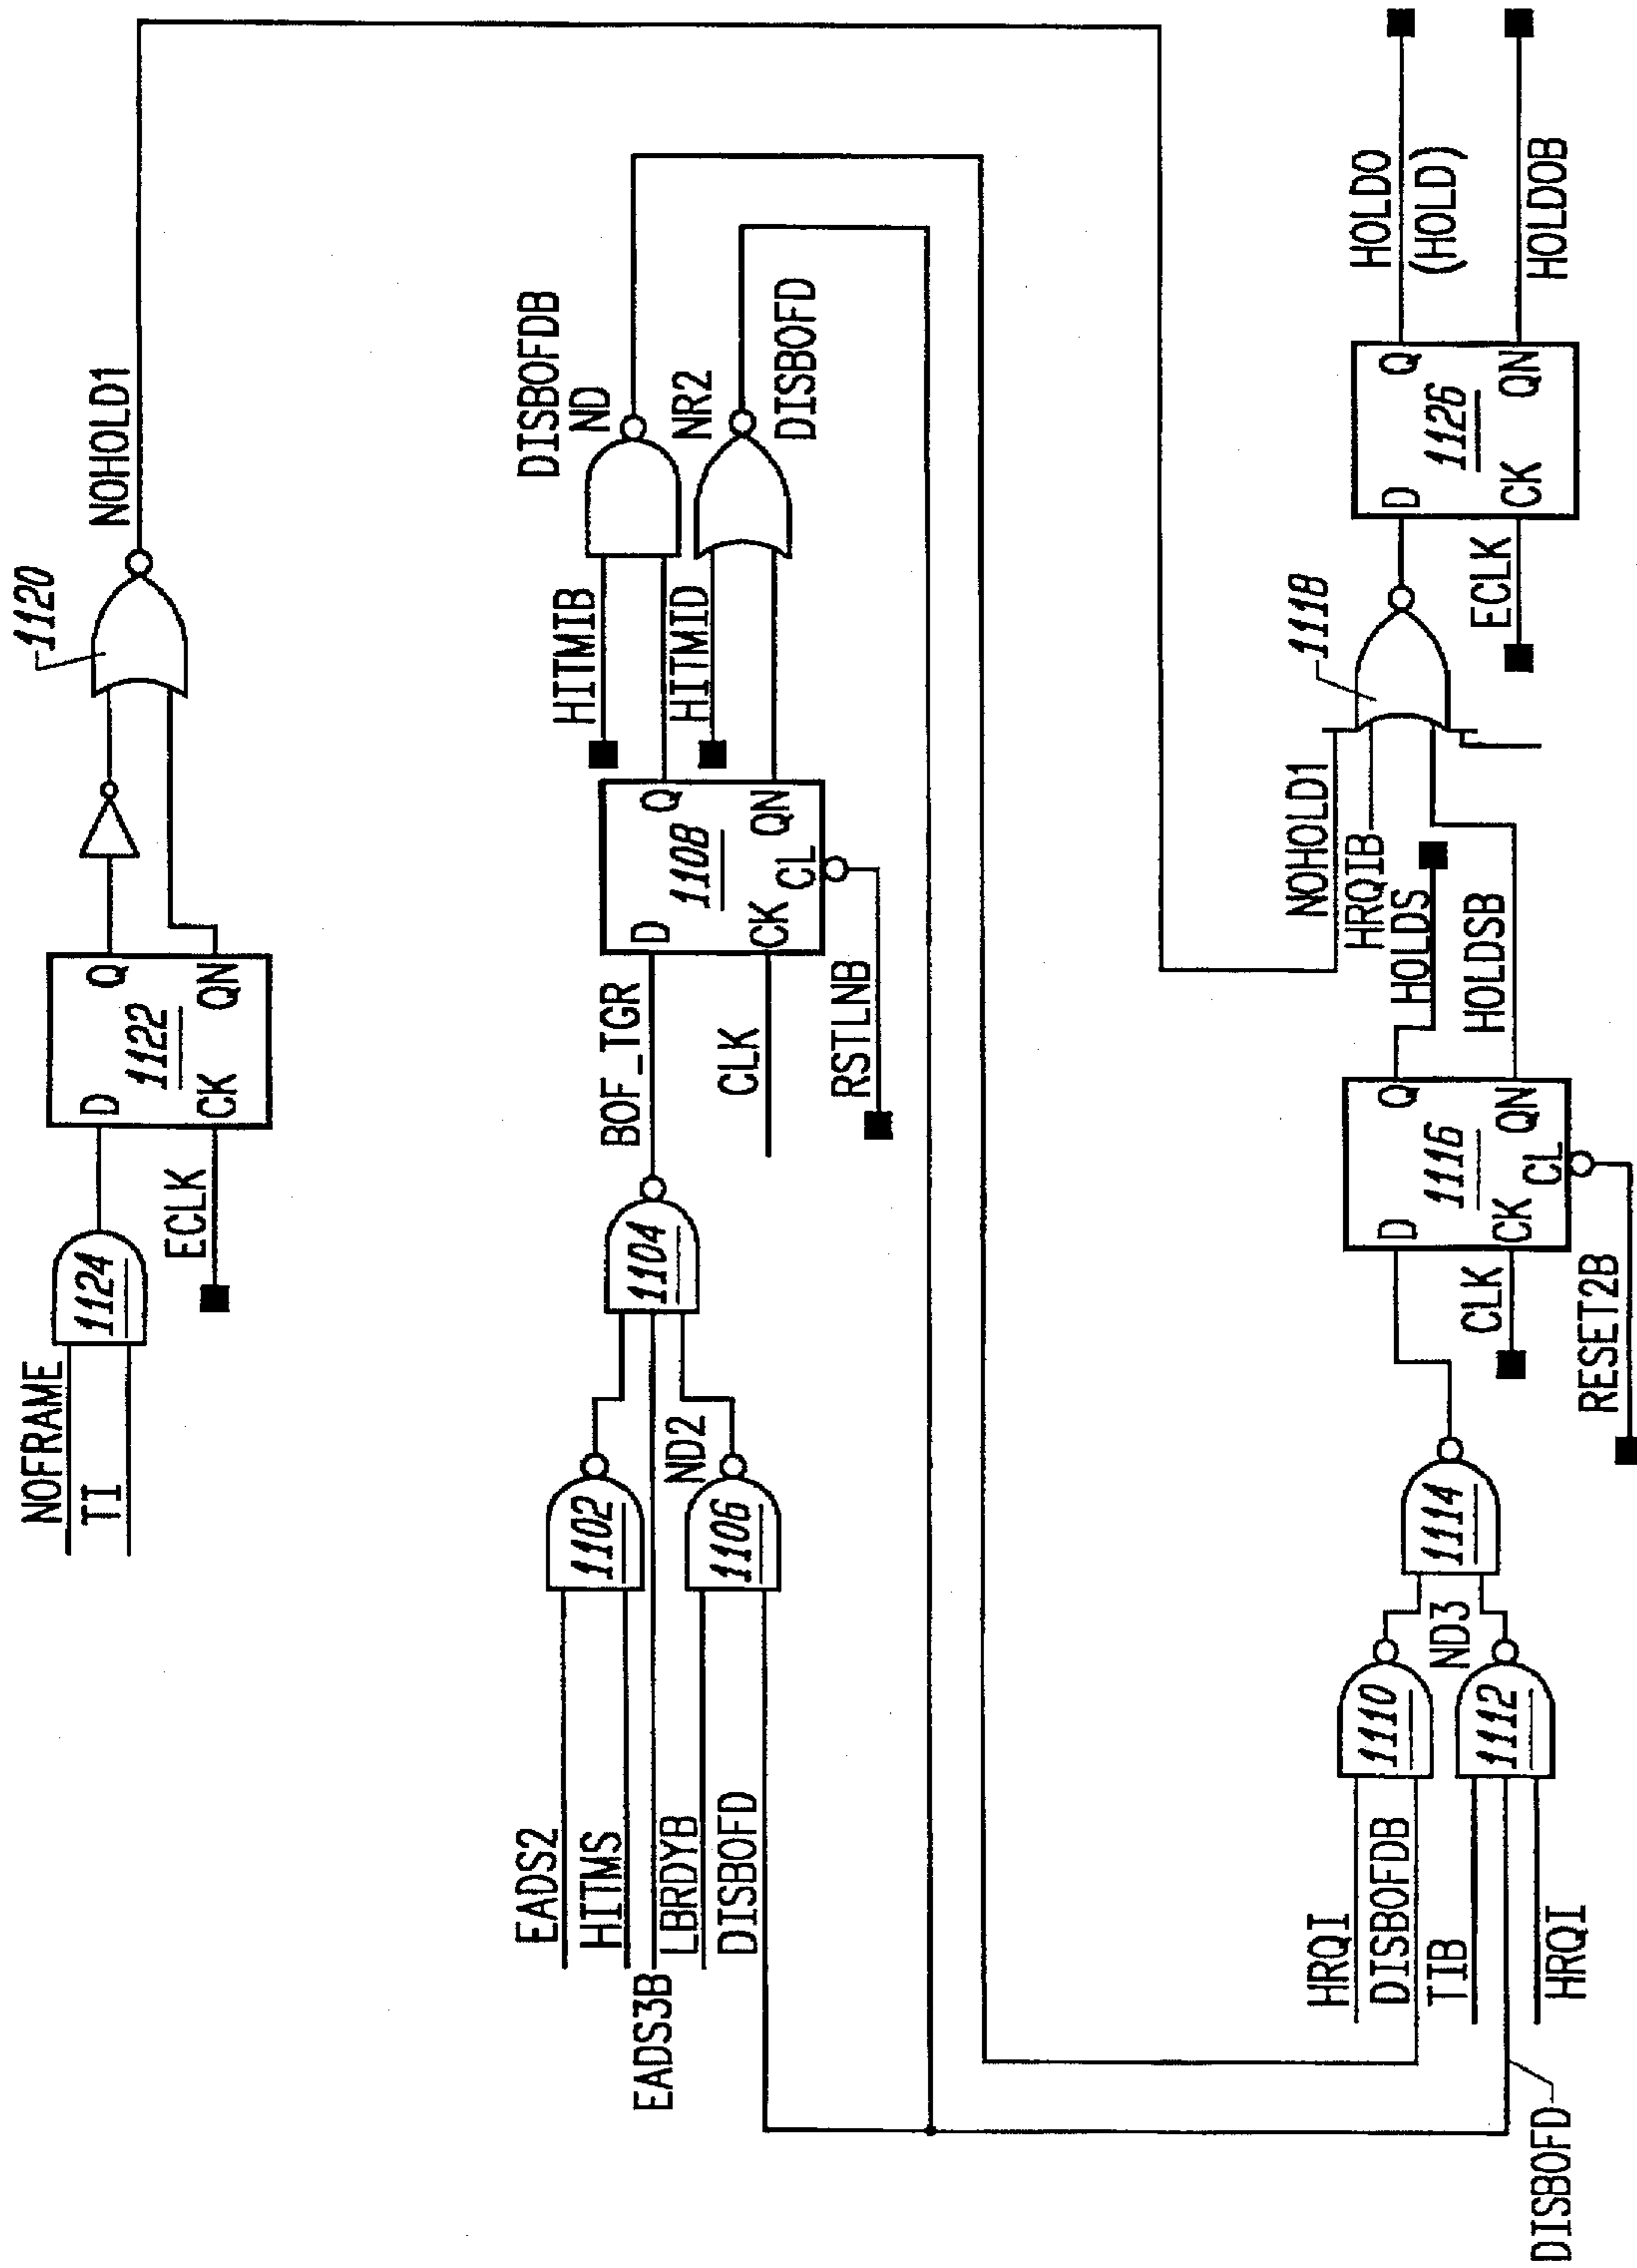 NOFRAME
TI
1124
ECLK
D
Q
1122
CK
QN
1120
NOHOLD1
EADS2
HITMS
EADS3B
LBRDYB
DISBOFD
1102
ND2
1106
1104
BOF_TGR
CLK
RSTLNB
D
Q
1108
CK
QN
CL
HITMIB
HITMID
DISBOFDB
ND
NR2
DISBOFD
HRQI
DISBOFDB
TIB
HRQI
DISBOFD
1110
ND3
1112
1114
CLK
RESET2B
D
Q
1116
CK
QN
CL
NOHOLD1
HRQIB
HOLDS
HOLDSB
1118
ECLK
D
Q
1126
CK
QN
HOLDO
(HOLD)
HOLDOB